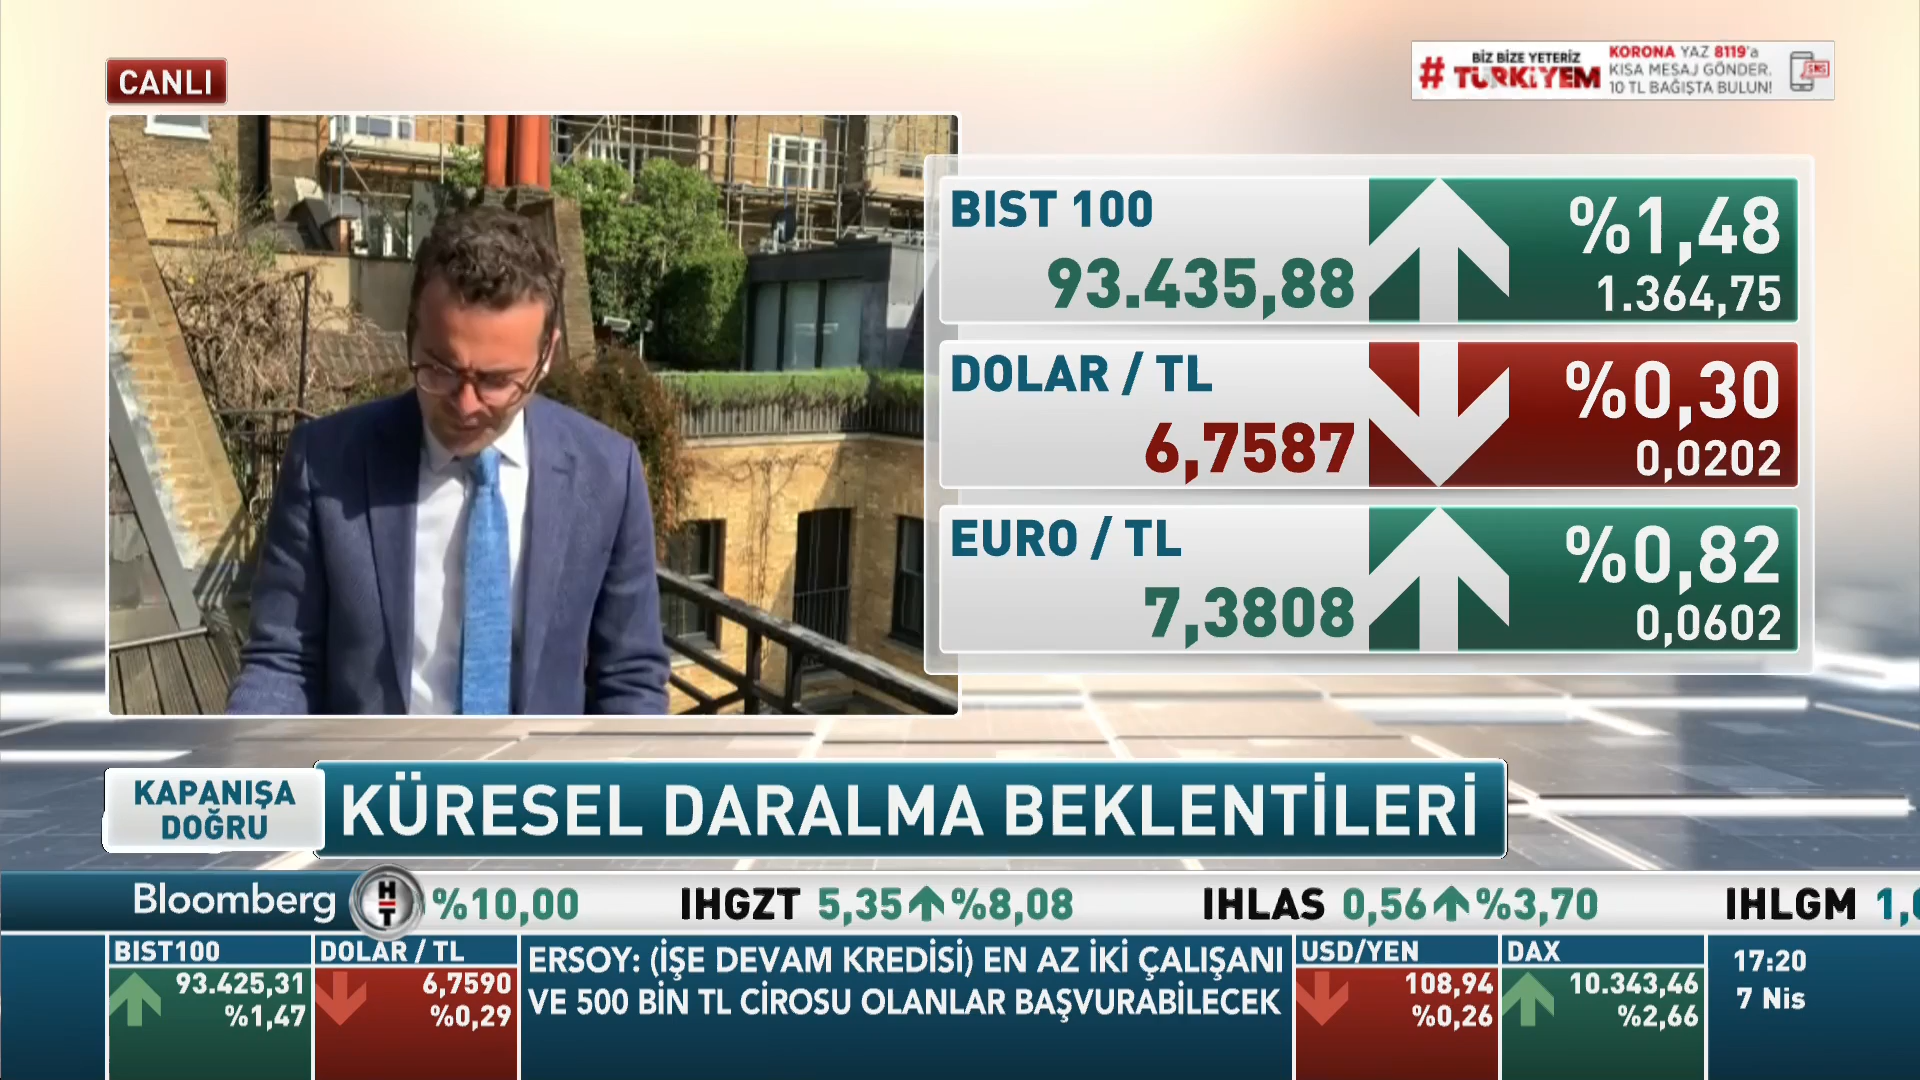 CANLI
# BİZ BİZE YETERİZ
TÜRKİYEM
KORONA YAZ 8119'a
KISA MESAJ GÖNDER.
10 TL BAĞIŞTA BULUN!
SMS
BIST 100
93.435,88
%1,48
1.364,75
DOLAR / TL
6,7587
%0,30
0,0202
EURO / TL
7,3808
%0,82
0,0602
KAPANIŞA
DOĞRU
KÜRESEL DARALMA BEKLENTİLERİ
Bloomberg HT
%10,00 IHGZT 5,35 %8,08 IHLAS 0,56 %3,70 IHLGM
BIST100
93.425,31
%1,47
DOLAR / TL
6,7590
%0,29
ERSOY: (İŞE DEVAM KREDİSİ) EN AZ İKİ ÇALIŞANI
VE 500 BİN TL CİROSU OLANLAR BAŞVURABİLECEK
USD/YEN
108,94
%0,26
DAX
10.343,46
%2,66
17:20
7 Nis